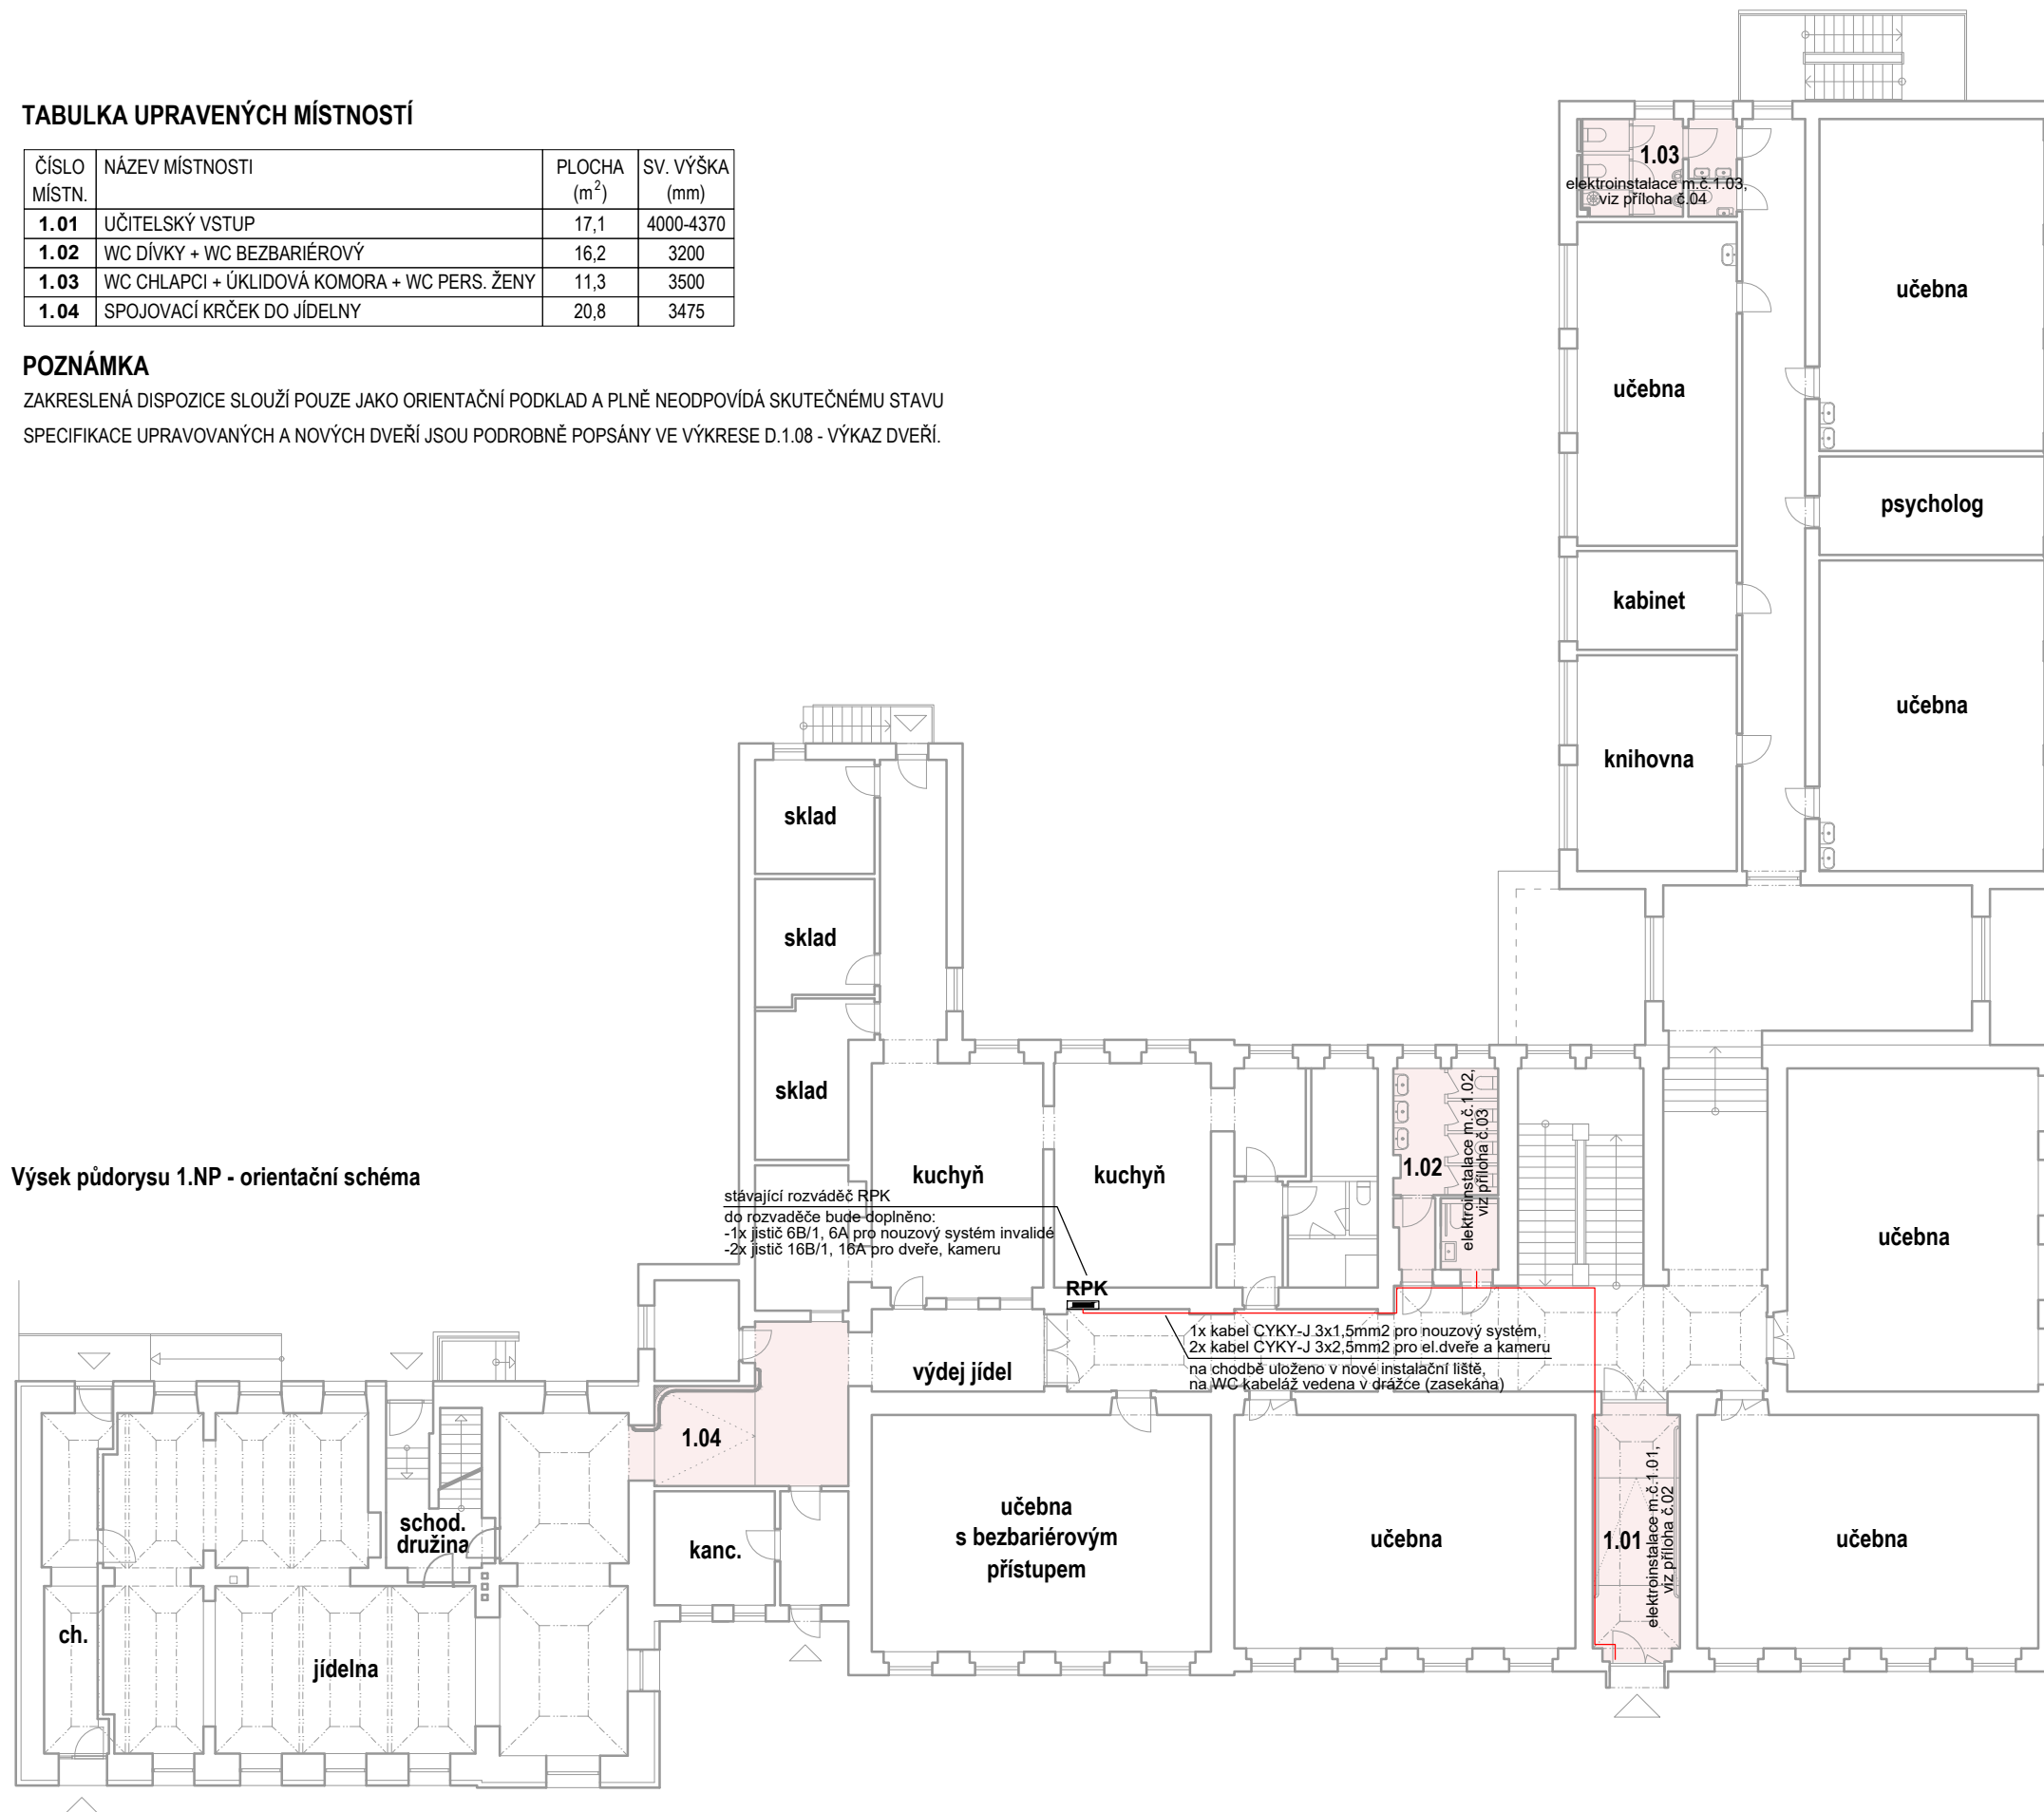 TABULKA UPRAVENÝCH MÍSTNOSTÍ
ČÍSLO MÍSTN. NÁZEV MÍSTNOSTI PLOCHA (m²) SV. VÝŠKA (mm)
1.01 UČITELSKÝ VSTUP 17,1 4000-4370
1.02 WC DÍVKY + WC BEZBARIÉROVÝ 16,2 3200
1.03 WC CHLAPCI + ÚKLIDOVÁ KOMORA + WC PERS. ŽENY 11,3 3500
1.04 SPOJOVACÍ KRČEK DO JÍDELNY 20,8 3475
POZNÁMKA
ZAKRESLENÁ DISPOZICE SLOUŽÍ POUZE JAKO ORIENTAČNÍ PODKLAD A PLNĚ NEODPOVÍDÁ SKUTEČNÉMU STAVU
SPECIFIKACE UPRAVOVANÝCH A NOVÝCH DVEŘÍ JSOU PODROBNĚ POPSÁNY VE VÝKRESE D.1.08 - VÝKAZ DVEŘÍ.
1.03
elektroinstalace m.č.1.03,
viz příloha č.04
učebna
učebna
psycholog
kabinet
učebna
knihovna
sklad
sklad
sklad
Výsek půdorysu 1.NP - orientační schéma
kuchyň
kuchyň
1.02
elektroinstalace m.č.1.02,
viz příloha č.03
učebna
stávající rozváděč RPK
do rozvaděče bude doplněno:
-1x jistič 6B/1, 6A pro nouzový systém invalidé
-2x jistič 16B/1, 16A pro dveře, kameru
RPK
1x kabel CYKY-J 3x1,5mm2 pro nouzový systém,
2x kabel CYKY-J 3x2,5mm2 pro el.dveře a kameru
na chodbě uloženo v nové instalační liště,
na WC kabeláž vedena v drážce (zasekána)
výdej jídel
1.04
schod.
družina
kanc.
učebna
s bezbariérovým
přístupem
učebna
1.01
elektroinstalace m.č.1.01,
viz příloha č.02
učebna
ch.
jídelna